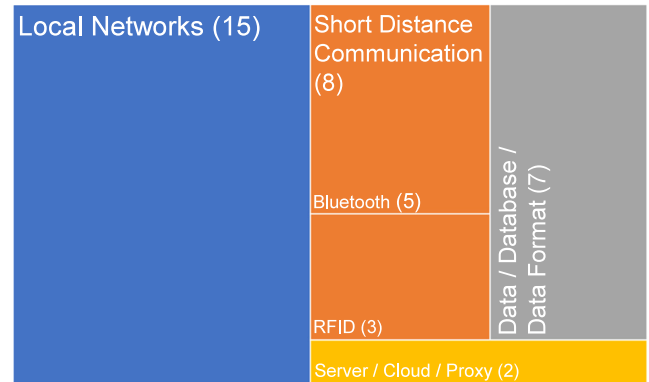 Local Networks (15)
Short Distance
Communication
(8)
Bluetooth (5)
RFID (3)
Data / Database /
Data Format (7)
Server / Cloud / Proxy (2)